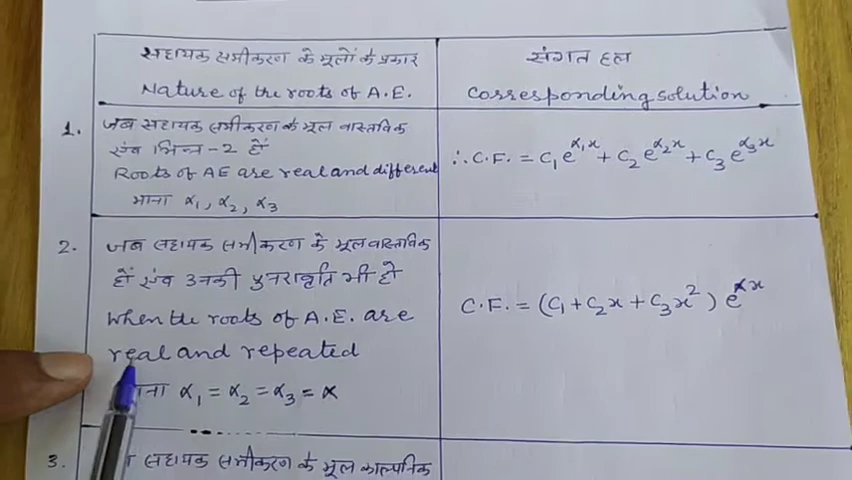 सहायक समीकरण के मूलों के प्रकार
Nature of the roots of A.E.
संगत हल
Corresponding solution
1.
जब सहायक समीकरण के मूल वास्तविक
एंव भिन्न-2 हों
Roots of AE are real and different
माना α₁, α₂, α₃
∴ C.F. = C₁e^α₁x + C₂e^α₂x + C₃e^α₃x
2.
जब सहायक समीकरण के मूल वास्तविक
हों एंव उनकी पुनरावृति भी हो
When the roots of A.E. are
real and repeated
α₁ = α₂ = α₃ = α
C.F. = (C₁ + C₂x + C₃x²) e^αx
3.
सहायक समीकरण के मूल काल्पनिक